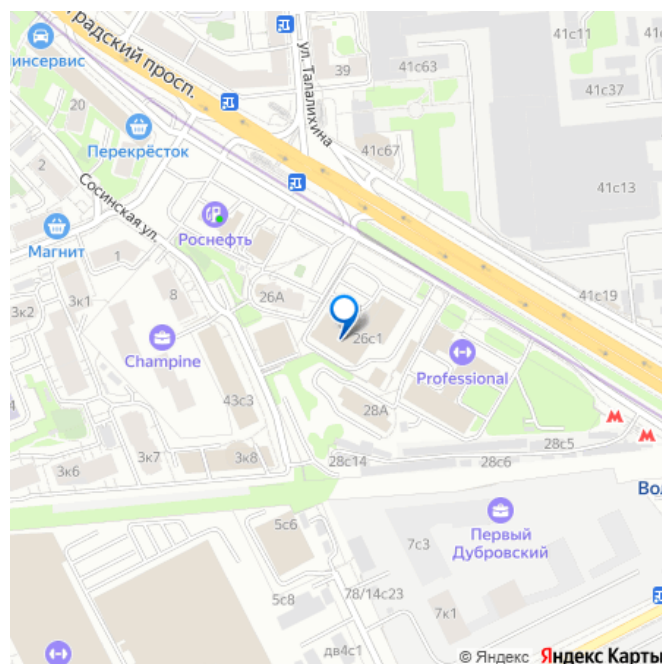 41с11
инсервис
градский просп.
ул. Талалихина
39
41с63
41с37
20
Перекрёсток
41с67
2
Сосинская ул.
41с13
Роснефть
Магнит
1
3к1
8
26А
41с19
3к2
26с1
Champine
Professional
43с3
28А
4
28с5
3к7
3к8
28с14
28с6
3к6
Вол
5с6
Первый
Дубровский
7с3
5с8
78/14с23
7к1
дв4с1
© Яндекс Яндекс Карты